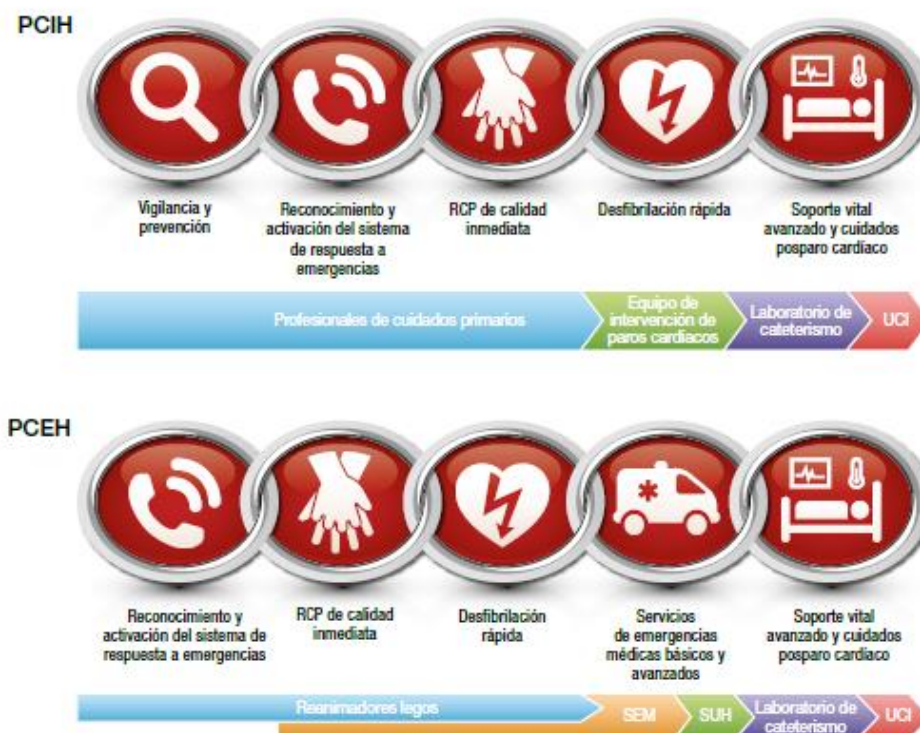 PCIH
Vigilancia y
prevención
Reconocimiento y
activación del sistema
de respuesta a
emergencias
RCP de calidad
inmediata
Desfibrilación rápida
Soporte vital
avanzado y cuidados
posparo cardíaco
Profesionales de cuidados primarios
Equipo de
intervención de
paros cardíacos
Laboratorio de
cateterismo
UCI
PCEH
Reconocimiento y
activación del sistema de
respuesta a emergencias
RCP de calidad
inmediata
Desfibrilación
rápida
Servicios
de emergencias
médicas básicos y
avanzados
Soporte vital
avanzado y cuidados
posparo cardíaco
Reanimadores legos
SEM
SUH
Laboratorio de
cateterismo
UCI